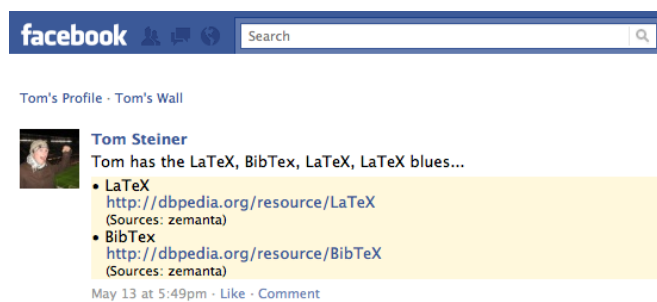 facebook Search
Tom's Profile · Tom's Wall
Tom Steiner
Tom has the LaTeX, BibTex, LaTeX, LaTeX blues...
• LaTeX
http://dbpedia.org/resource/LaTeX
(Sources: zemanta)
• BibTex
http://dbpedia.org/resource/BibTeX
(Sources: zemanta)
May 13 at 5:49pm · Like · Comment